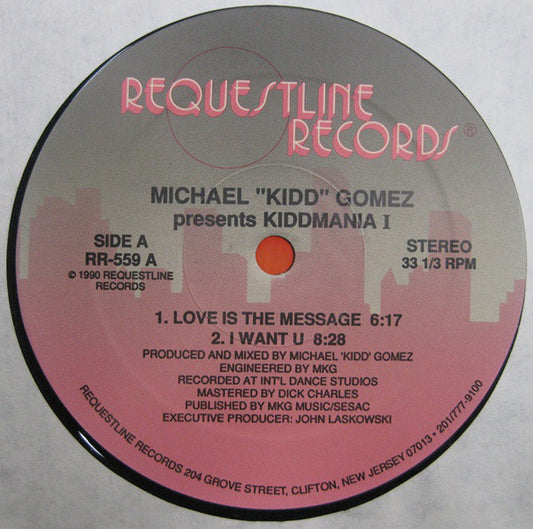 REQUESTLINE
RECORDS®
MICHAEL "KIDD" GOMEZ
presents KIDDMANIA I
SIDE A
RR-559 A
© 1990 REQUESTLINE
RECORDS
STEREO
33 1/3 RPM
1. LOVE IS THE MESSAGE 6:17
2. I WANT U 8:28
PRODUCED AND MIXED BY MICHAEL 'KIDD' GOMEZ
ENGINEERED BY MKG
RECORDED AT INT'L DANCE STUDIOS
MASTERED BY DICK CHARLES
PUBLISHED BY MKG MUSIC/SESAC
EXECUTIVE PRODUCER: JOHN LASKOWSKI
REQUESTLINE RECORDS 204 GROVE STREET, CLIFTON, NEW JERSEY 07013 • 201/777-9100